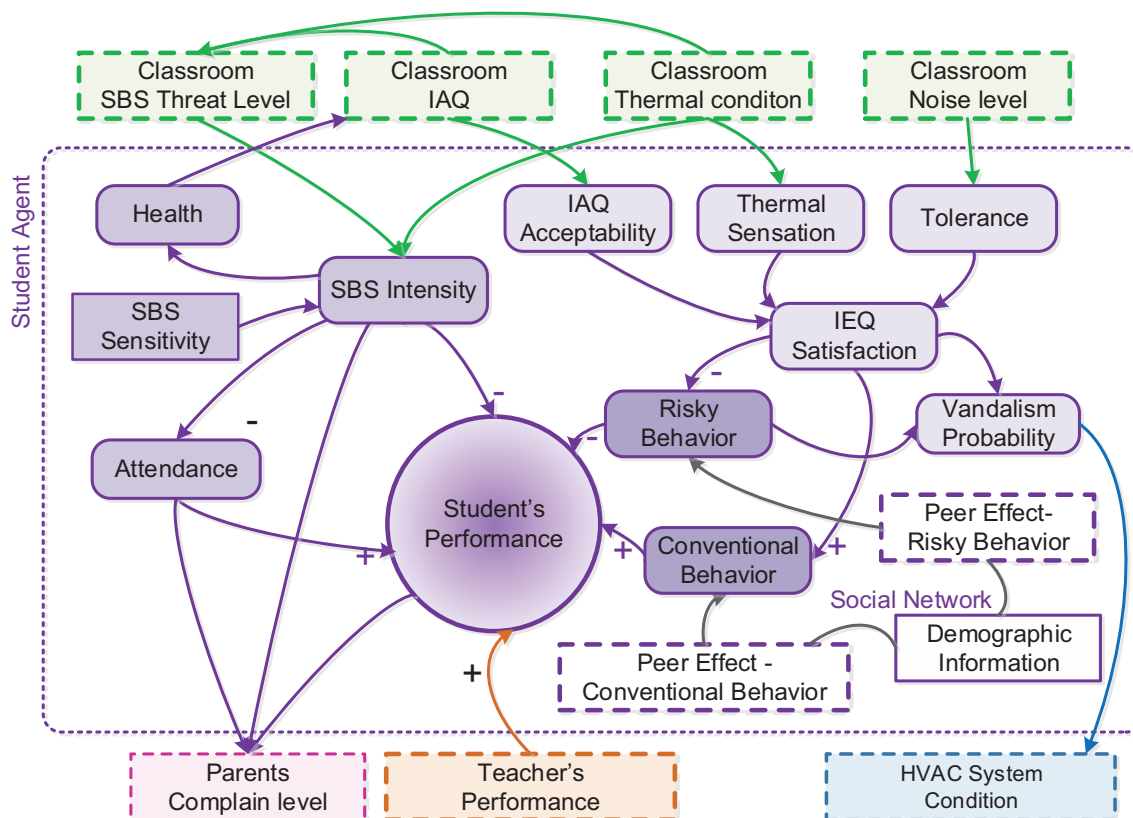 Classroom
SBS Threat Level
Classroom
IAQ
Classroom
Thermal conditon
Classroom
Noise level
Student Agent
Health
IAQ
Acceptability
Thermal
Sensation
Tolerance
SBS Intensity
SBS
Sensitivity
IEQ
Satisfaction
-
-
-
-
Risky
Behavior
Vandalism
Probability
Attendance
Student's
Performance
Peer Effect-
Risky Behavior
+
+
+
Conventional
Behavior
Social Network
Demographic
Information
Peer Effect -
Conventional Behavior
+
Parents
Complain level
Teacher's
Performance
HVAC System
Condition